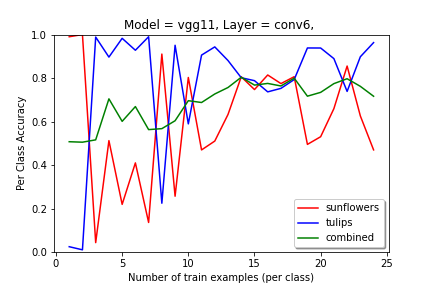 Model = vgg11, Layer = conv6,
Per Class Accuracy
1.0
0.8
0.6
0.4
0.2
0.0
0
5
10
15
20
25
Number of train examples (per class)
sunflowers
tulips
combined